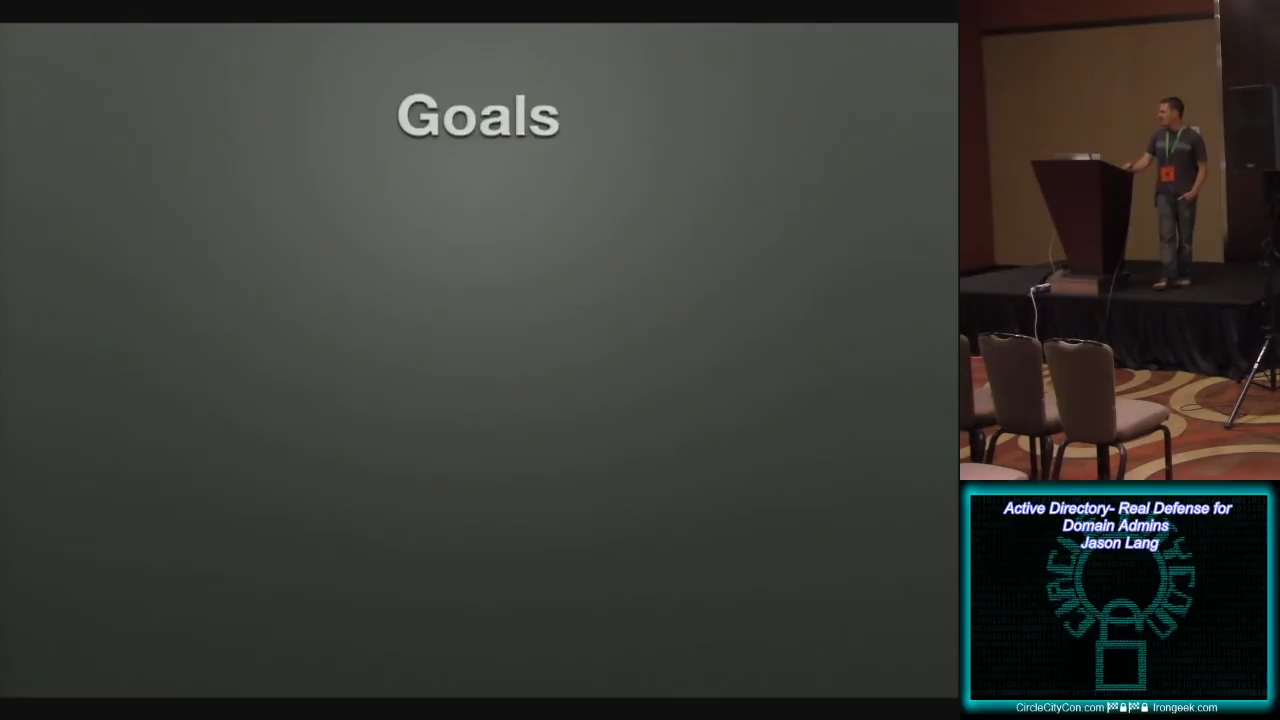 Goals
Active Directory- Real Defense for
Domain Admins
Jason Lang
CircleCityCon.com Irongeek.com